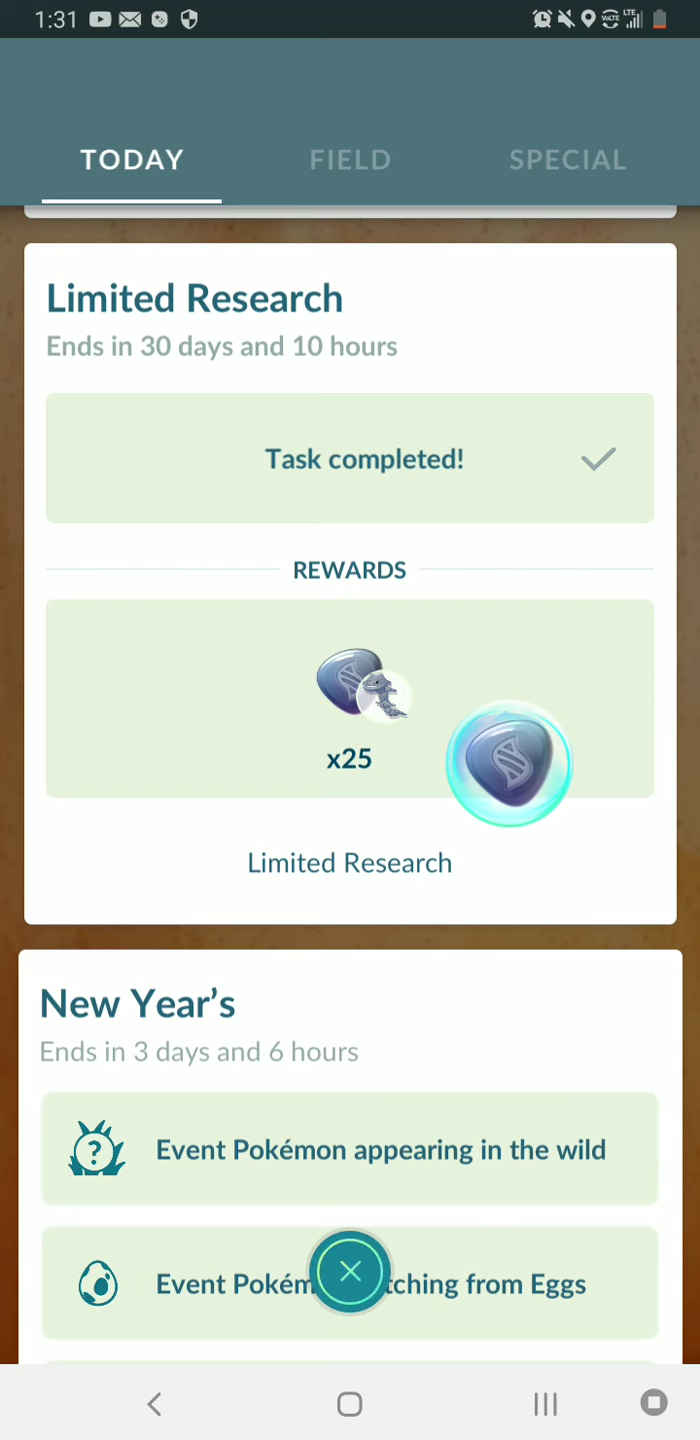 1:31
VoLTE
LTE
TODAY
FIELD
SPECIAL
Limited Research
Ends in 30 days and 10 hours
Task completed!
REWARDS
x25
Limited Research
New Year's
Ends in 3 days and 6 hours
?
Event Pokémon appearing in the wild
Event Pokém tching from Eggs